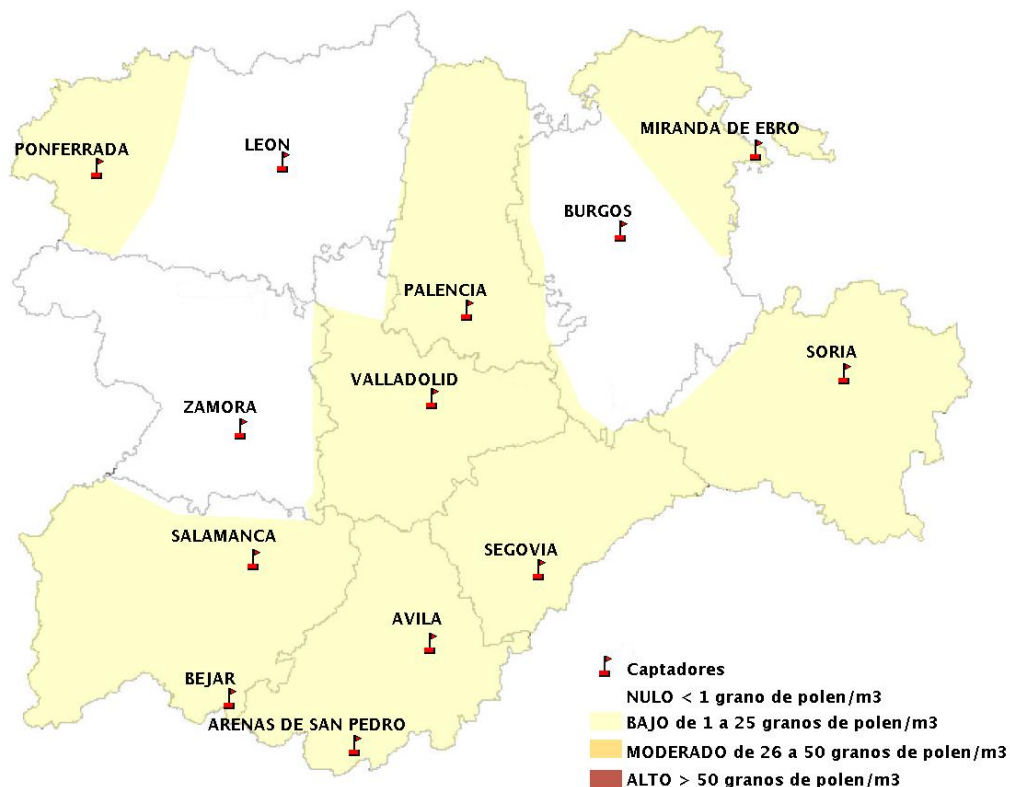 MIRANDA DE EBRO
PONFERRADA
LEON
BURGOS
PALENCIA
SORIA
VALLADOLID
ZAMORA
SALAMANCA
SEGOVIA
AVILA
BEJAR
ARENAS DE SAN PEDRO
Captadores
NULO < 1 grano de polen/m3
BAJO de 1 a 25 granos de polen/m3
MODERADO de 26 a 50 granos de polen/m3
ALTO > 50 granos de polen/m3